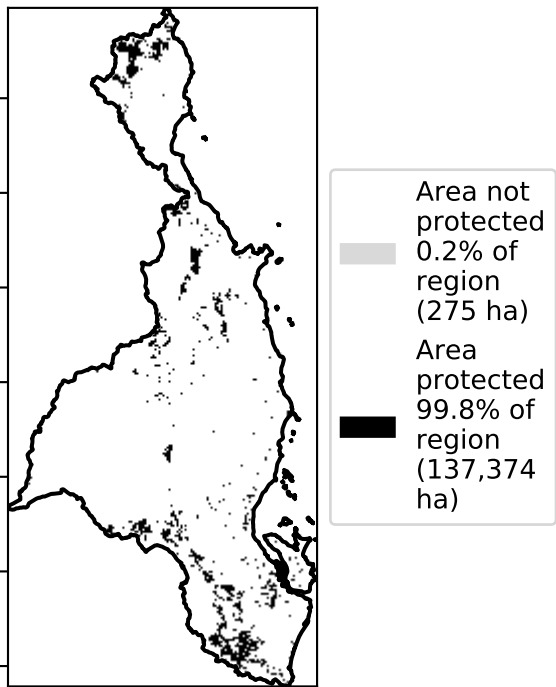 Area not
protected
0.2% of
region
(275 ha)
Area
protected
99.8% of
region
(137,374
ha)